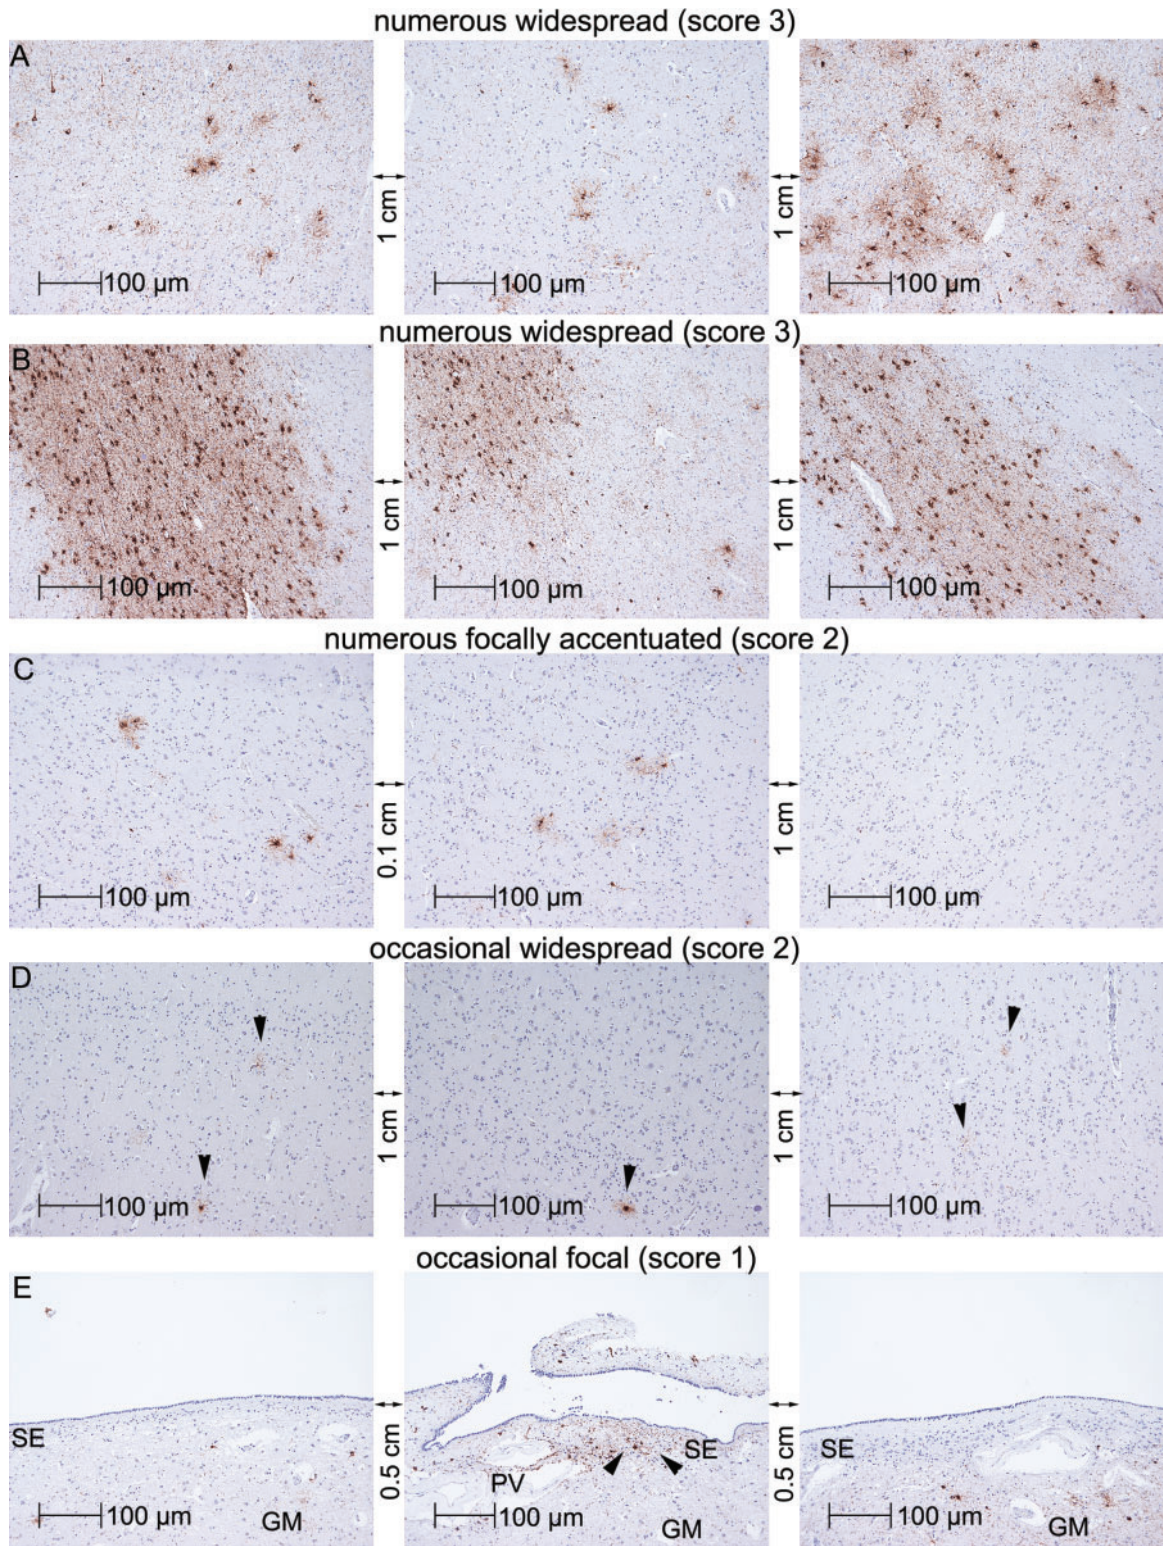 numerous widespread (score 3)
A
1 cm
1 cm
100 µm
100 µm
100 µm
numerous widespread (score 3)
B
1 cm
1 cm
100 µm
100 µm
100 µm
numerous focally accentuated (score 2)
C
0.1 cm
1 cm
100 µm
100 µm
100 µm
occasional widespread (score 2)
D
1 cm
1 cm
100 µm
100 µm
100 µm
occasional focal (score 1)
E
SE
0.5 cm
SE
0.5 cm
SE
PV
100 µm
100 µm
100 µm
GM
GM
GM